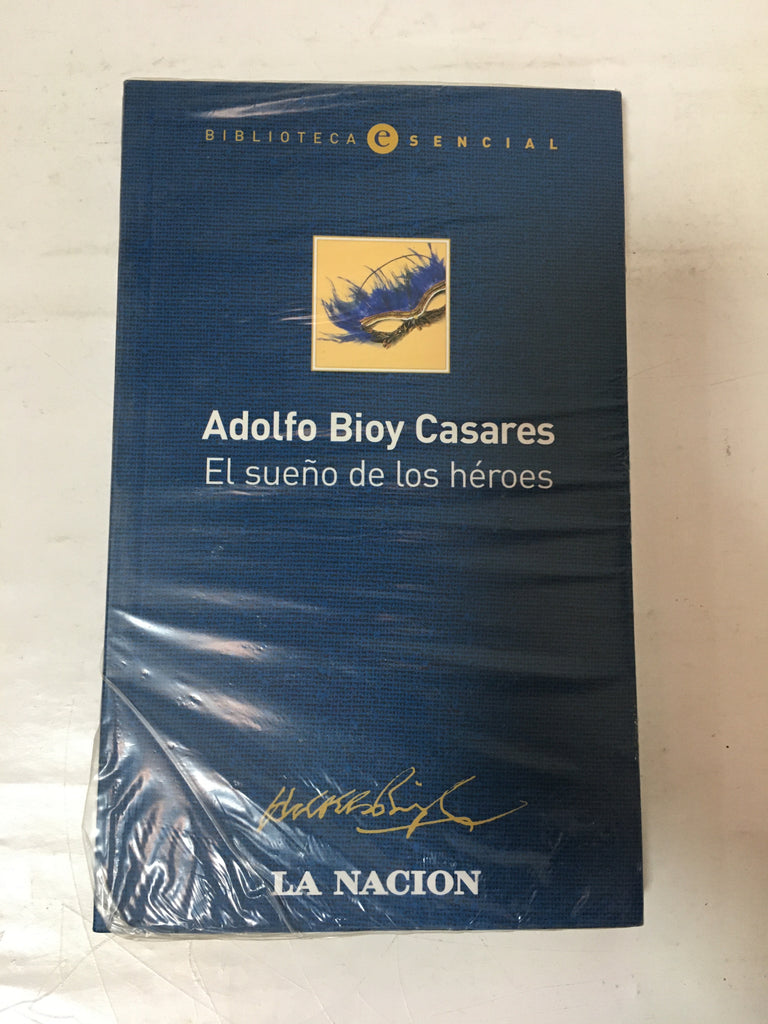 BIBLIOTECA eSENCIAL
Adolfo Bioy Casares
El sueño de los héroes
LA NACION